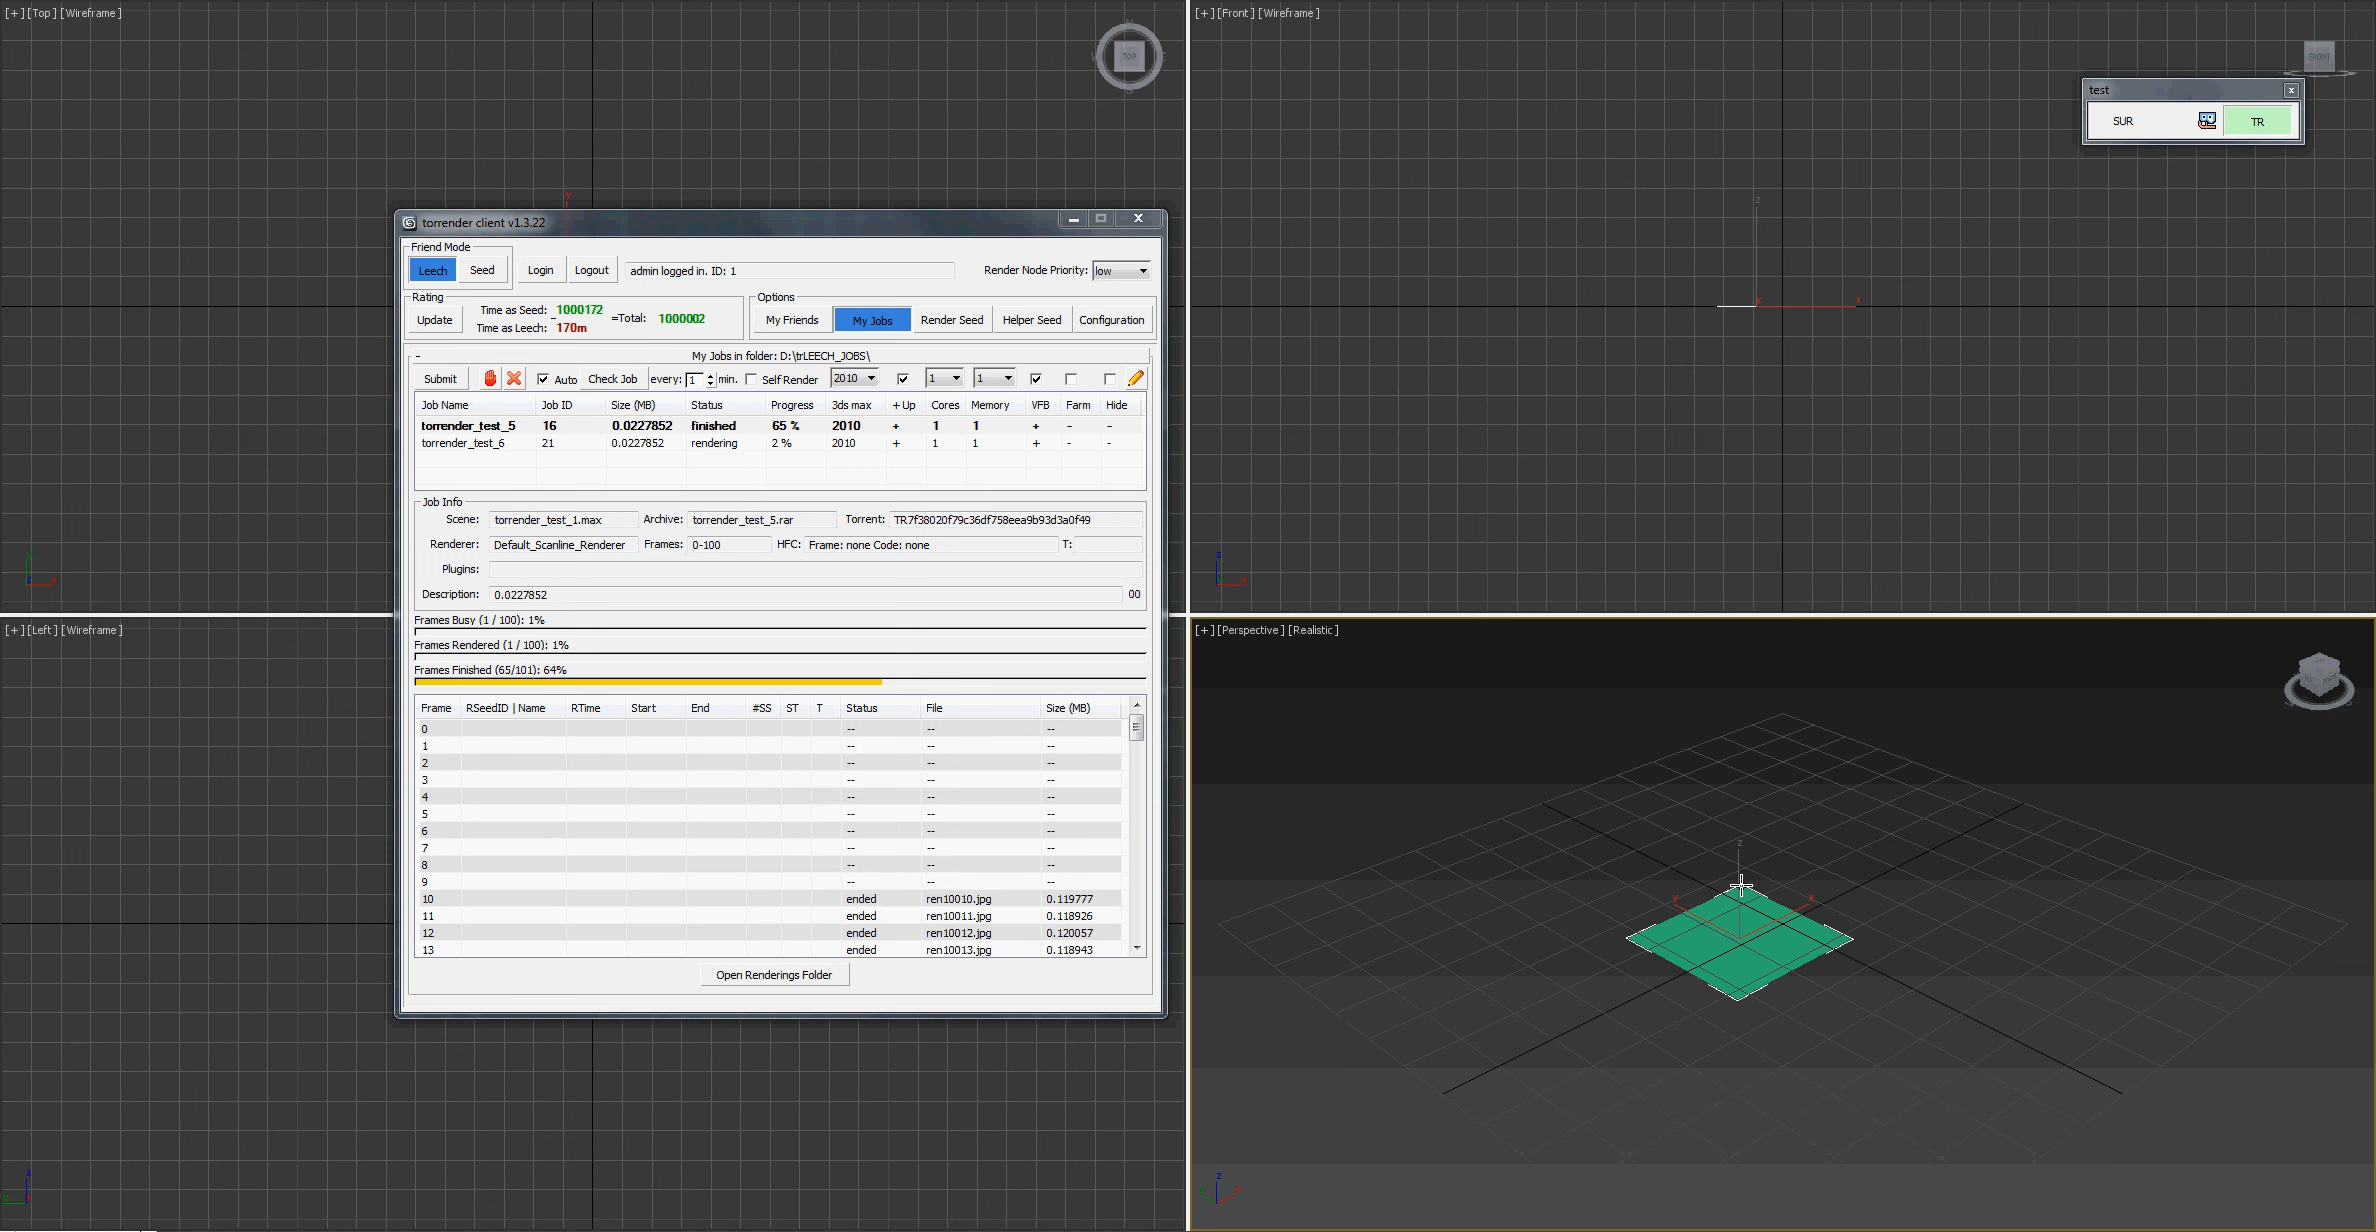 [+][Top][Wireframe]
[+][Front][Wireframe]
TOP
FRONT
test
x
SUR TR
y
z
x x
torrender client v1.3.22
Friend Mode
Leech Seed Login Logout admin logged in. ID: 1 Render Node Priority: low
Rating Options
Update Time as Seed: 1000172 =Total: 1000002
- Time as Leech: 170m
My Friends My Jobs Render Seed Helper Seed Configuration
- My Jobs in folder: D:\trLEECH_JOBS\
Submit Auto Check Job every: 1 min. Self Render 2010 1 1
Job Name Job ID Size (MB) Status Progress 3ds max + Up Cores Memory VFB Farm Hide
torrender_test_5 16 0.0227852 finished 65 % 2010 + 1 1 + - -
torrender_test_6 21 0.0227852 rendering 2 % 2010 + 1 1 + - -
Job Info
Scene: torrender_test_1.max Archive: torrender_test_5.rar Torrent: TR7f38020f79c36df758eea9b93d3a0f49
Renderer: Default_Scanline_Renderer Frames: 0-100 HFC: Frame: none Code: none T:
Plugins:
Description: 0.0227852 00
Frames Busy (1 / 100): 1%
Frames Rendered (1 / 100): 1%
Frames Finished (65/101): 64%
Frame RSeedID | Name RTime Start End #SS ST T Status File Size (MB)
0 -- -- --
1 -- -- --
2 -- -- --
3 -- -- --
4 -- -- --
5 -- -- --
6 -- -- --
7 -- -- --
8 -- -- --
9 -- -- --
10 ended ren10010.jpg 0.119777
11 ended ren10011.jpg 0.118926
12 ended ren10012.jpg 0.120057
13 ended ren10013.jpg 0.118943
Open Renderings Folder
[+][Left][Wireframe]
[+][Perspective][Realistic]
z
y x